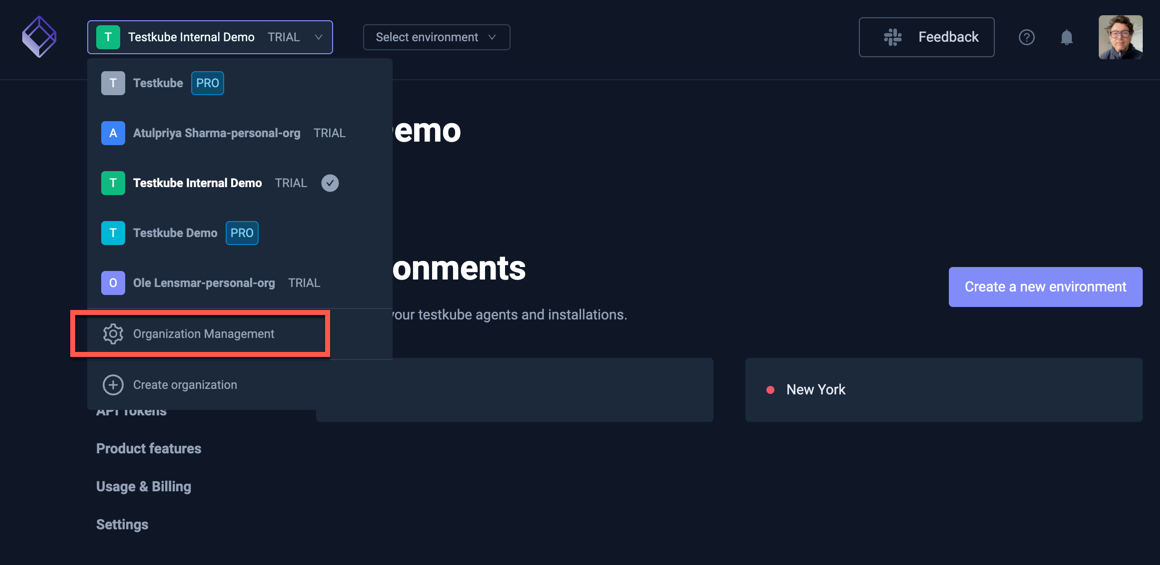 T Testkube Internal Demo TRIAL
Select environment
Feedback
T Testkube PRO
A Atulpriya Sharma-personal-org TRIAL
emo
T Testkube Internal Demo TRIAL
T Testkube Demo PRO
onments
O Ole Lensmar-personal-org TRIAL
Create a new environment
your testkube agents and installations.
Organization Management
Create organization
New York
API Tokens
Product features
Usage & Billing
Settings